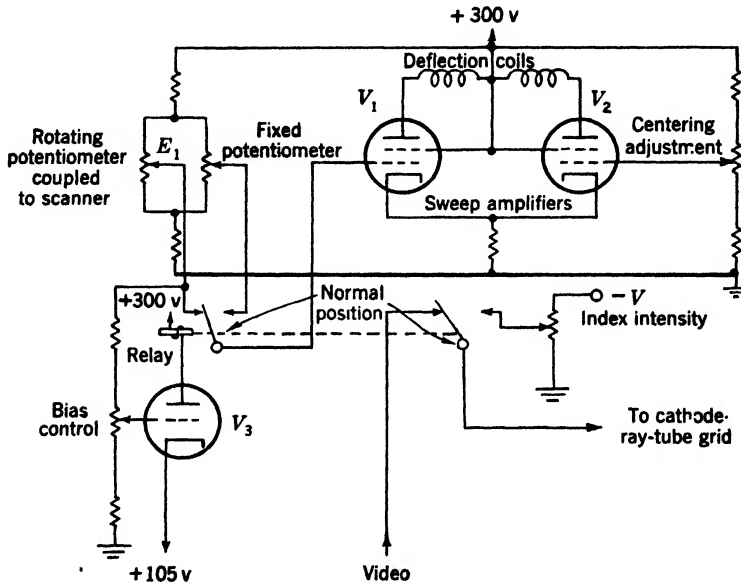 + 300 v
Deflection coils
V1
V2
Rotating
potentiometer
coupled
to scanner
E1
Fixed
potentiometer
Centering
adjustment
Sweep amplifiers
+300 v
Normal
position
Relay
− V
Index intensity
Bias
control
V3
To cathode-
ray-tube grid
+105 v
Video